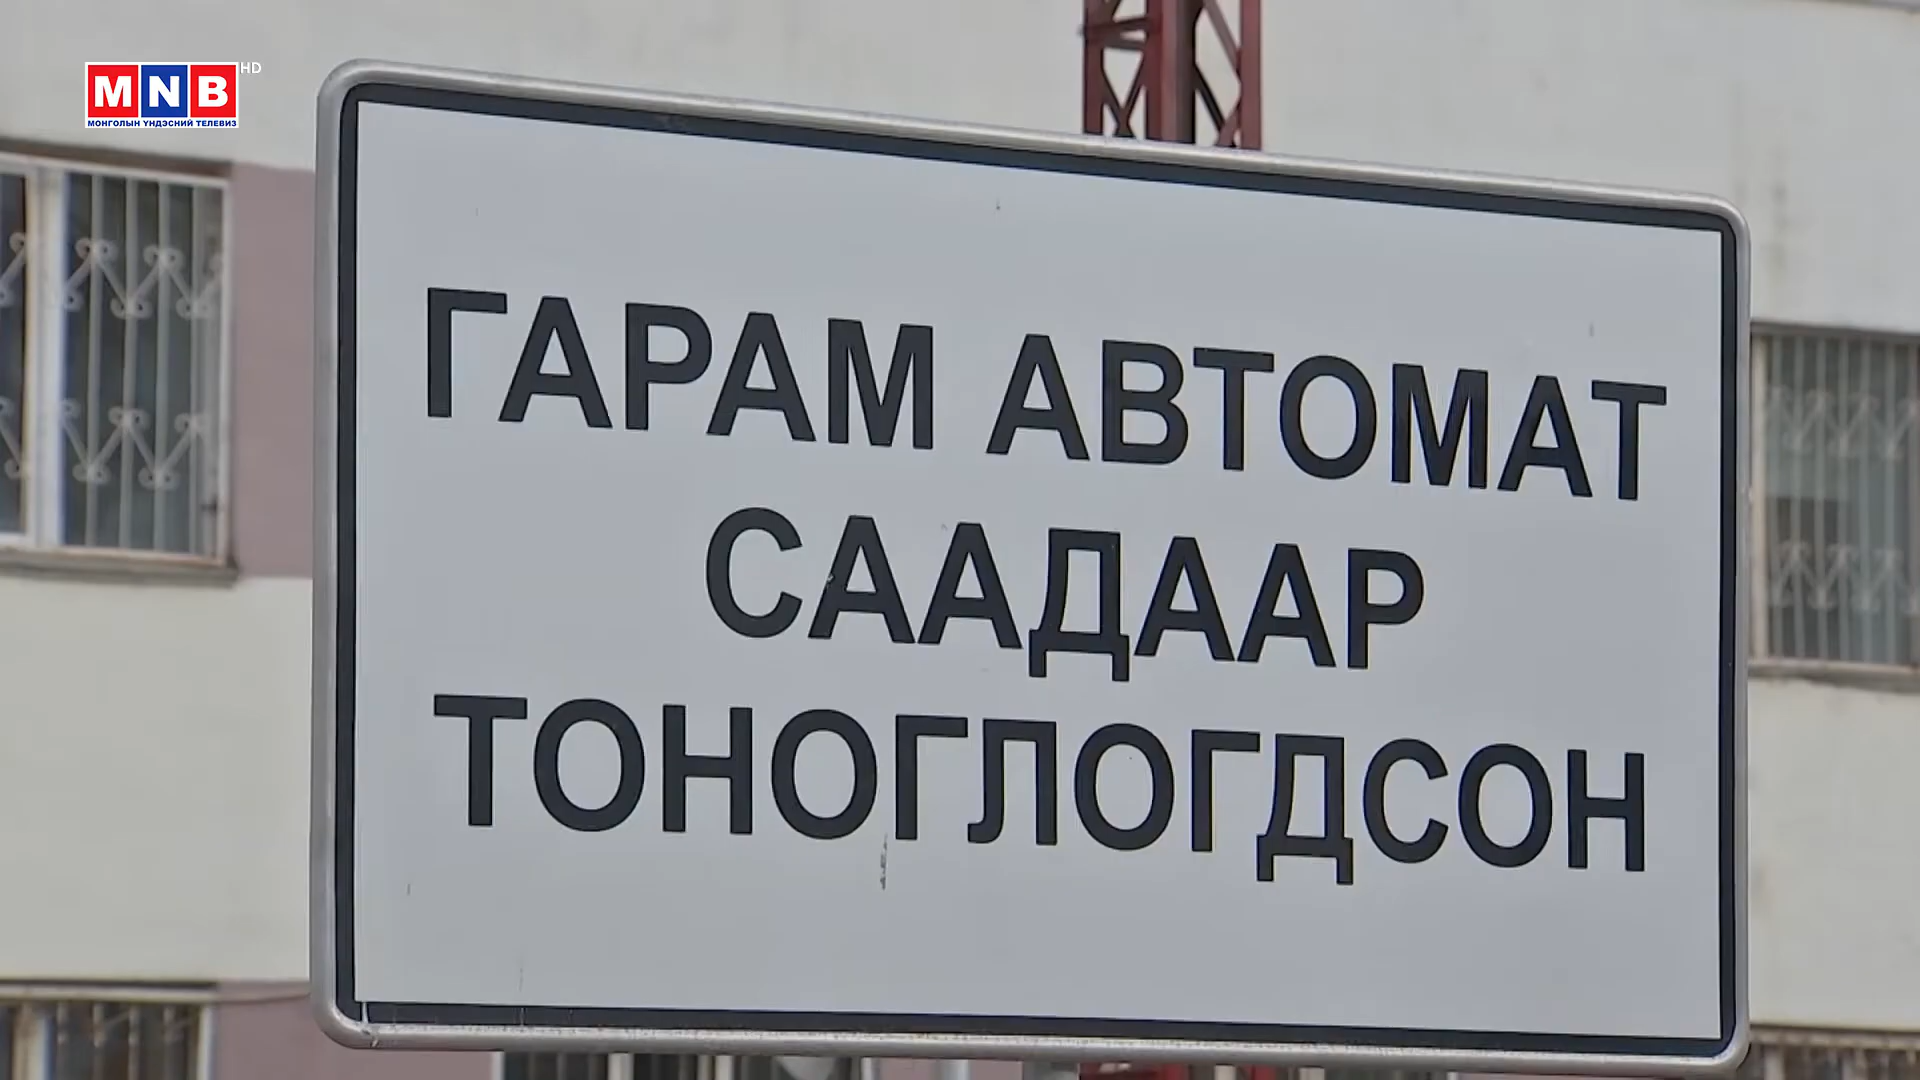 MNB HD
МОНГОЛЫН ҮНДЭСНИЙ ТЕЛЕВИЗ
ГАРАМ АВТОМАТ
СААДААР
ТОНОГЛОГДСОН